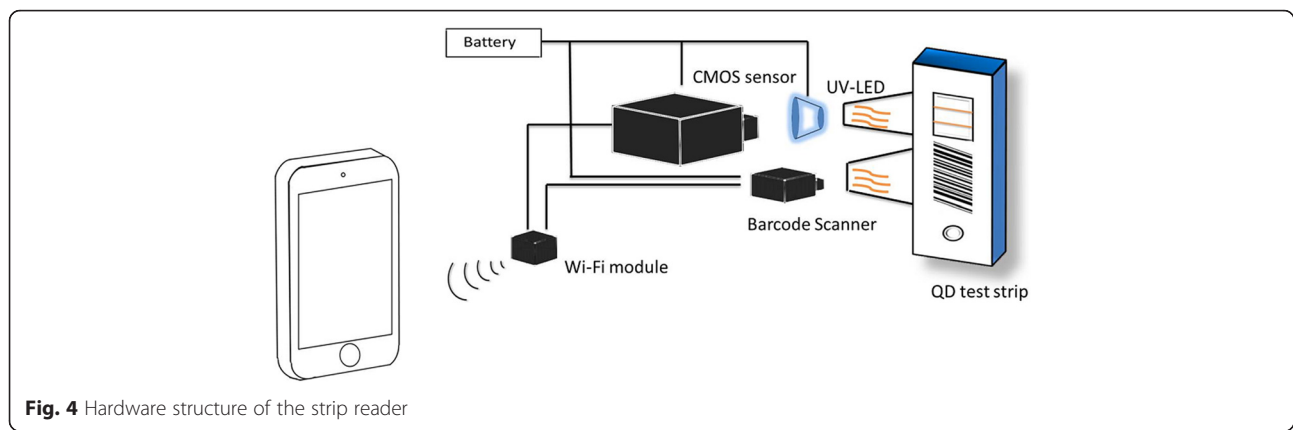 Battery
CMOS sensor
UV-LED
Barcode Scanner
Wi-Fi module
QD test strip
Fig. 4 Hardware structure of the strip reader